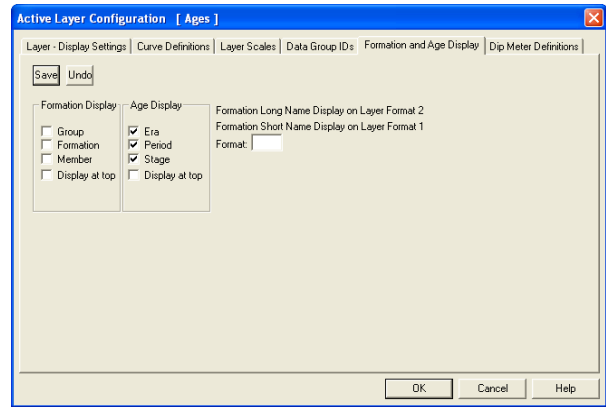 Active Layer Configuration [ Ages ]
Layer - Display Settings Curve Definitions Layer Scales Data Group IDs Formation and Age Display Dip Meter Definitions
Save Undo
Formation Display Age Display
Formation Long Name Display on Layer Format 2
Group Era
Formation Short Name Display on Layer Format 1
Formation Period
Format:
Member Stage
Display at top Display at top
OK Cancel Help